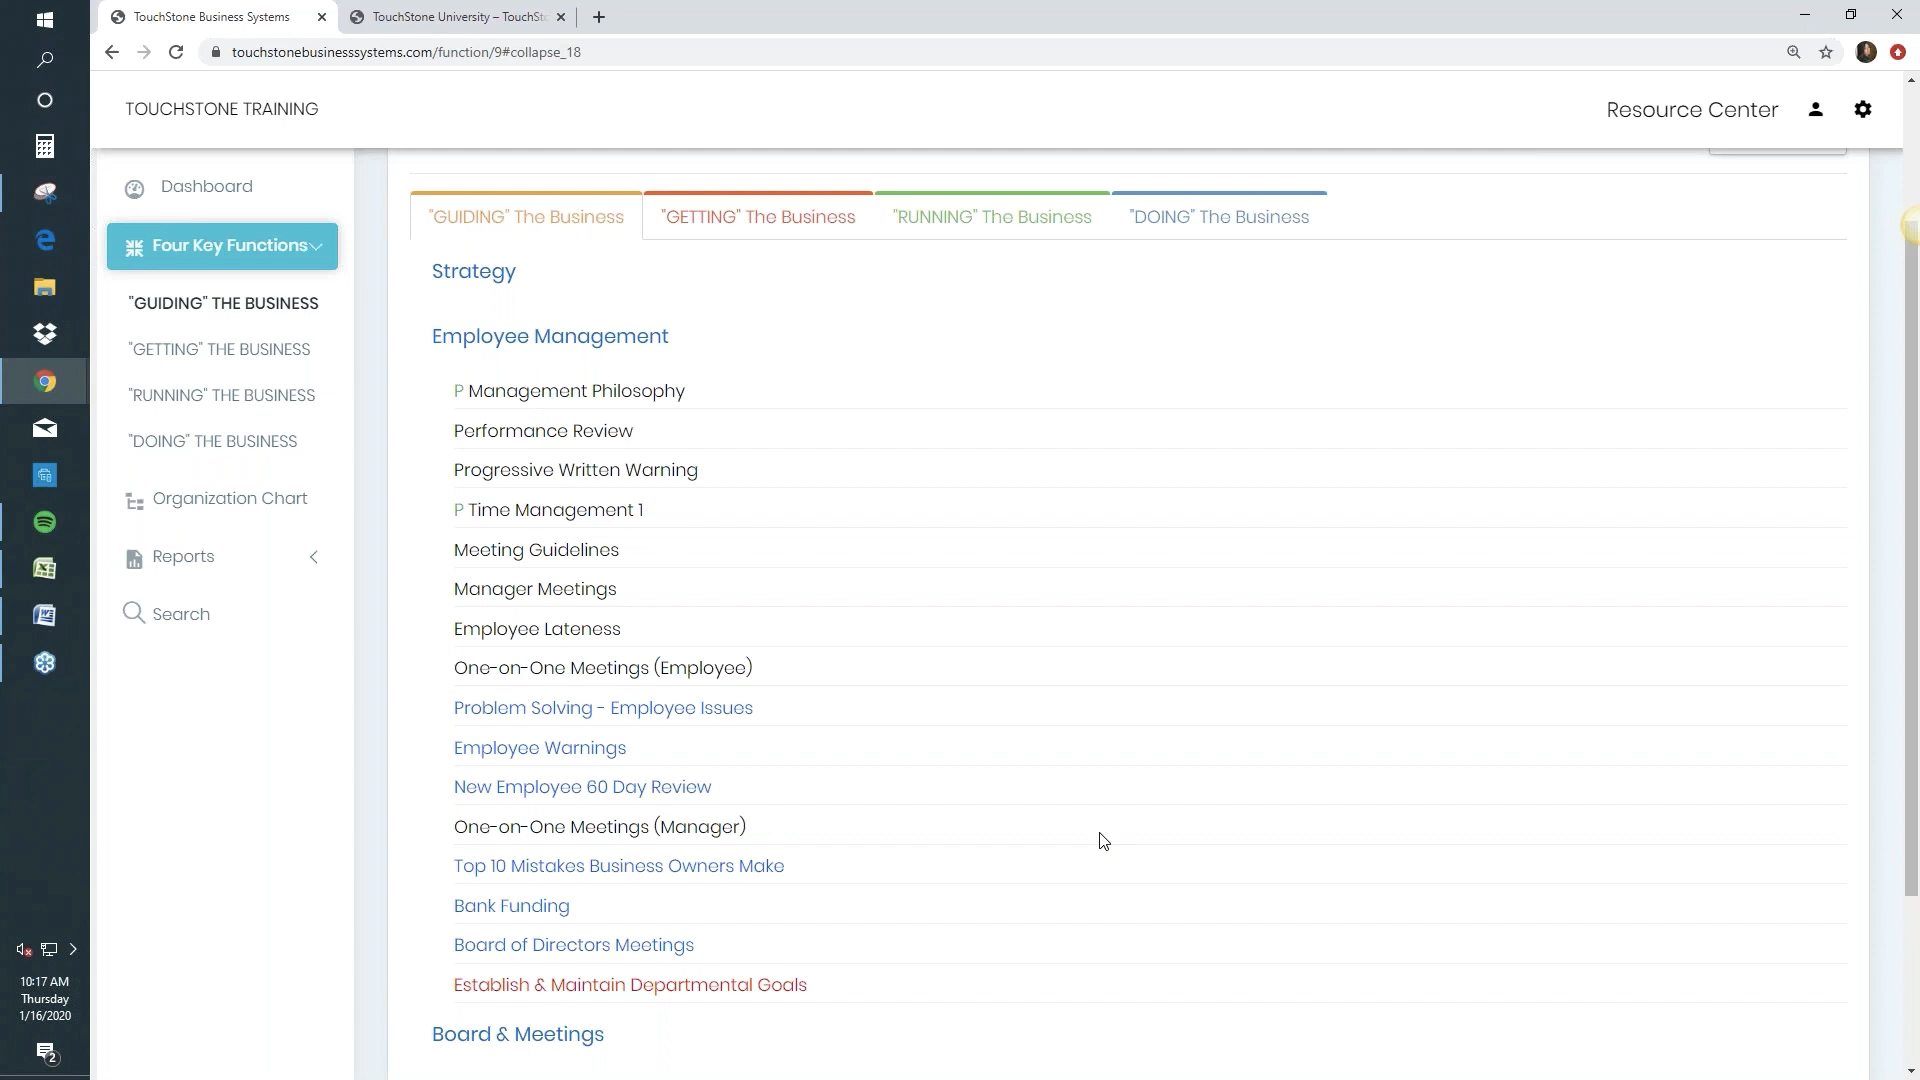 TouchStone Business Systems
TouchStone University – TouchSt
touchstonebusinesssystems.com/function/9#collapse_18
TOUCHSTONE TRAINING
Resource Center
Dashboard
Four Key Functions
"GUIDING" THE BUSINESS
"GETTING" THE BUSINESS
"RUNNING" THE BUSINESS
"DOING" THE BUSINESS
Organization Chart
Reports
Search
"GUIDING" The Business
"GETTING" The Business
"RUNNING" The Business
"DOING" The Business
Strategy
Employee Management
P Management Philosophy
Performance Review
Progressive Written Warning
P Time Management 1
Meeting Guidelines
Manager Meetings
Employee Lateness
One-on-One Meetings (Employee)
Problem Solving - Employee Issues
Employee Warnings
New Employee 60 Day Review
One-on-One Meetings (Manager)
Top 10 Mistakes Business Owners Make
Bank Funding
Board of Directors Meetings
Establish & Maintain Departmental Goals
Board & Meetings
10:17 AM
Thursday
1/16/2020
2